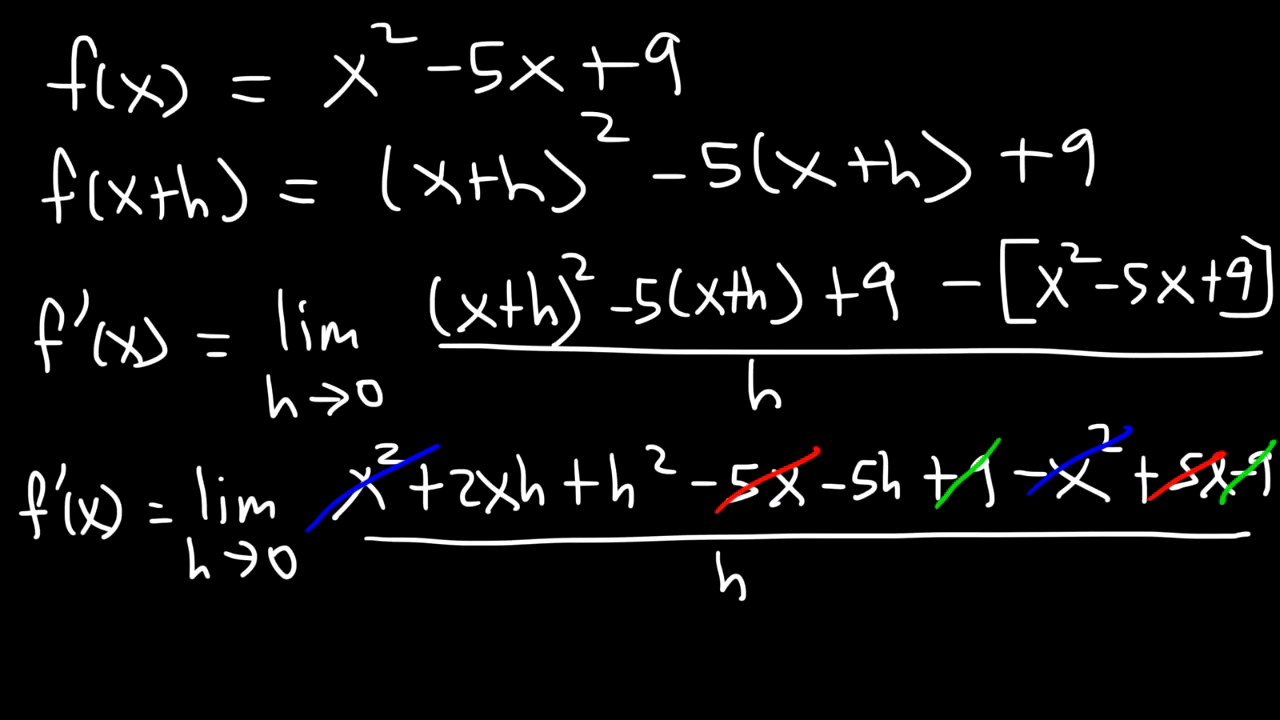 f(x) = x² -5x +9
f(x+h) = (x+h)² -5(x+h) +9
f'(x) = lim h→0 (x+h)² -5(x+h) +9 - [x² -5x +9] / h
f'(x) = lim h→0 x² +2xh +h² -5x -5h +9 -x² +5x -9 / h